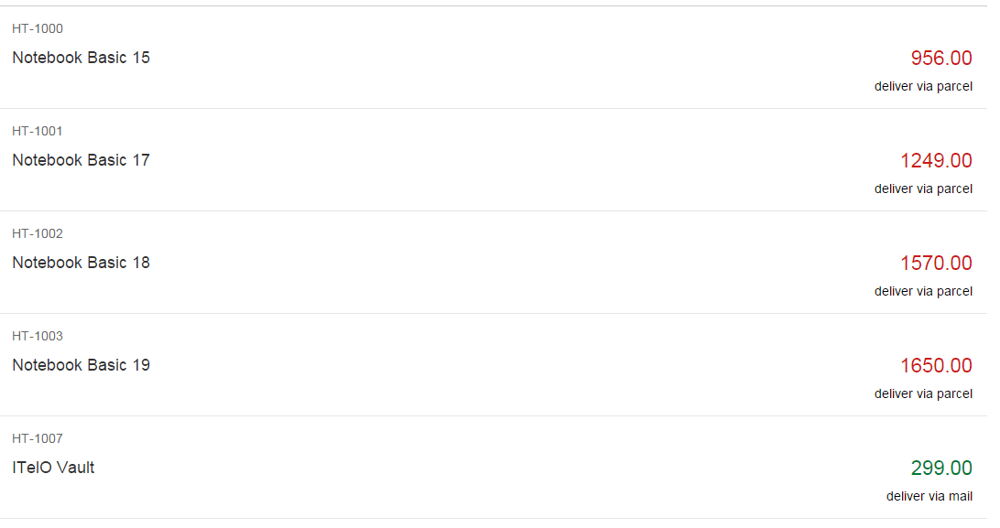 HT-1000
Notebook Basic 15
956.00
deliver via parcel
HT-1001
Notebook Basic 17
1249.00
deliver via parcel
HT-1002
Notebook Basic 18
1570.00
deliver via parcel
HT-1003
Notebook Basic 19
1650.00
deliver via parcel
HT-1007
ITelO Vault
299.00
deliver via mail